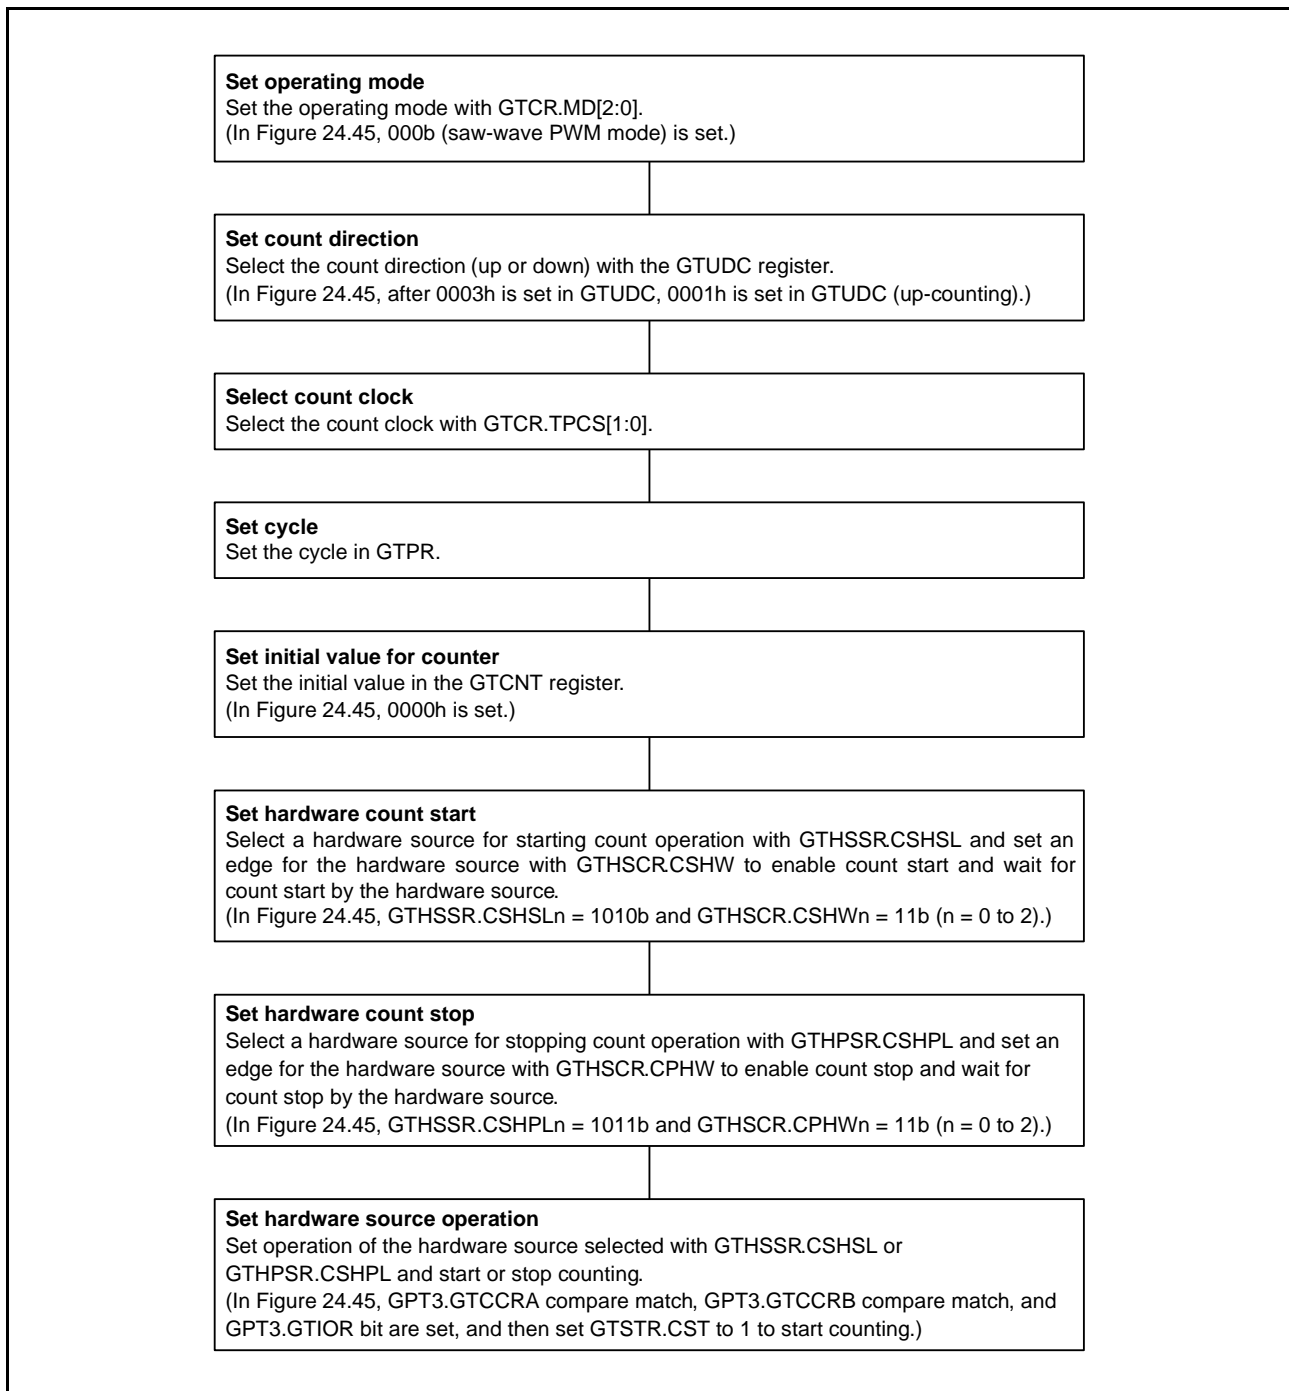 Set operating mode
Set the operating mode with GTCR.MD[2:0].
(In Figure 24.45, 000b (saw-wave PWM mode) is set.)
Set count direction
Select the count direction (up or down) with the GTUDC register.
(In Figure 24.45, after 0003h is set in GTUDC, 0001h is set in GTUDC (up-counting).)
Select count clock
Select the count clock with GTCR.TPCS[1:0].
Set cycle
Set the cycle in GTPR.
Set initial value for counter
Set the initial value in the GTCNT register.
(In Figure 24.45, 0000h is set.)
Set hardware count start
Select a hardware source for starting count operation with GTHSSR.CSHSL and set an
edge for the hardware source with GTHSCR.CSHW to enable count start and wait for
count start by the hardware source.
(In Figure 24.45, GTHSSR.CSHSLn = 1010b and GTHSCR.CSHWn = 11b (n = 0 to 2).)
Set hardware count stop
Select a hardware source for stopping count operation with GTHPSR.CSHPL and set an
edge for the hardware source with GTHSCR.CPHW to enable count stop and wait for
count stop by the hardware source.
(In Figure 24.45, GTHSSR.CSHPLn = 1011b and GTHSCR.CPHWn = 11b (n = 0 to 2).)
Set hardware source operation
Set operation of the hardware source selected with GTHSSR.CSHSL or
GTHPSR.CSHPL and start or stop counting.
(In Figure 24.45, GPT3.GTCCRA compare match, GPT3.GTCCRB compare match, and
GPT3.GTIOR bit are set, and then set GTSTR.CST to 1 to start counting.)